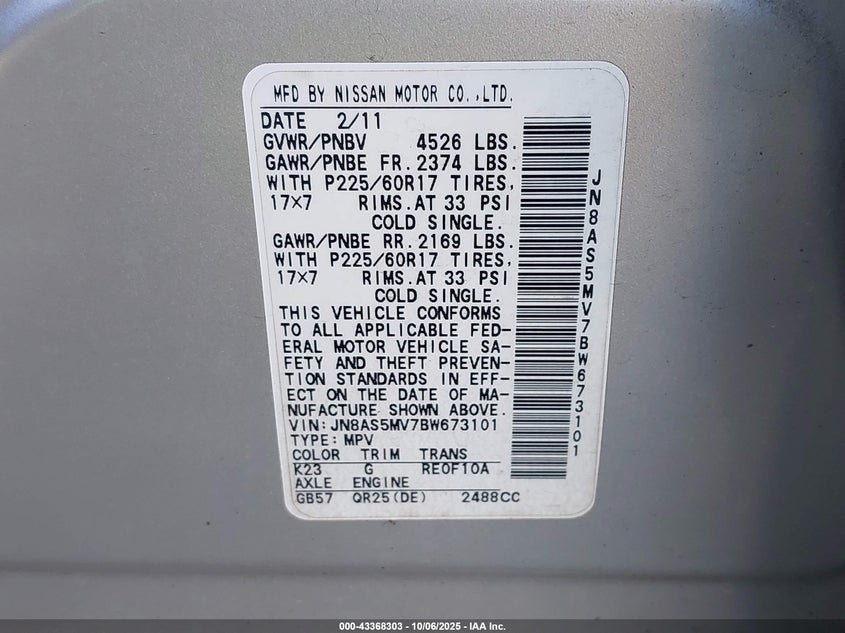 MFD BY NISSAN MOTOR CO.,LTD.
DATE 2/11
GVWR/PNBV 4526 LBS.
GAWR/PNBE FR.2374 LBS.
WITH P225/60R17 TIRES,
17×7 RIMS.AT 33 PSI
COLD SINGLE.
GAWR/PNBE RR.2169 LBS.
WITH P225/60R17 TIRES,
17×7 RIMS.AT 33 PSI
COLD SINGLE.
THIS VEHICLE CONFORMS
TO ALL APPLICABLE FED-
ERAL MOTOR VEHICLE SA-
FETY AND THEFT PREVEN-
TION STANDARDS IN EFF-
ECT ON THE DATE OF MA-
NUFACTURE SHOWN ABOVE.
VIN:JN8AS5MV7BW673101
TYPE:MPV
COLOR TRIM TRANS
K23 G RE0F10A
AXLE ENGINE
GB57 QR25(DE) 2488CC
JN8AS5MV7BW673101
000-43368303 - 10/06/2025 - IAA Inc.